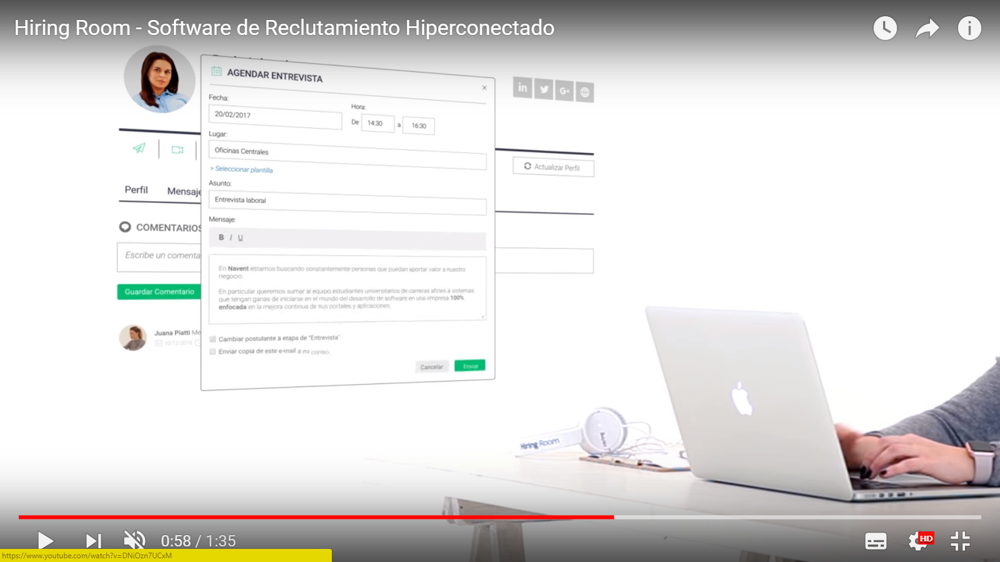 Hiring Room - Software de Reclutamiento Hiperconectado
AGENDAR ENTREVISTA
×
Fecha:
20/02/2017
Hora:
De 14:30 a 16:30
Lugar:
Oficinas Centrales
> Seleccionar plantilla
Asunto:
Entrevista laboral
Mensaje:
B I U
En Navent estamos buscando constantemente personas que puedan aportar valor a nuestro
negocio.
En particular queremos sumar al equipo estudiantes universitarios de carreras afines a sistemas
que tengan ganas de iniciarse en el mundo del desarrollo de software en una empresa 100%
enfocada en la mejora continua de sus portales y aplicaciones.
Cambiar postulante a etapa de "Entrevista"
Enviar copia de este e-mail a mi correo.
Cancelar
Enviar
in
G+
Actualizar Perfil
Perfil
Mensaje
COMENTARIOS
Escribe un comenta
Guardar Comentario
Juana Piatti Me
10/12/2016
Hiring Room
0:58 / 1:35
HD
https://www.youtube.com/watch?v=DNiOzn7UCxM